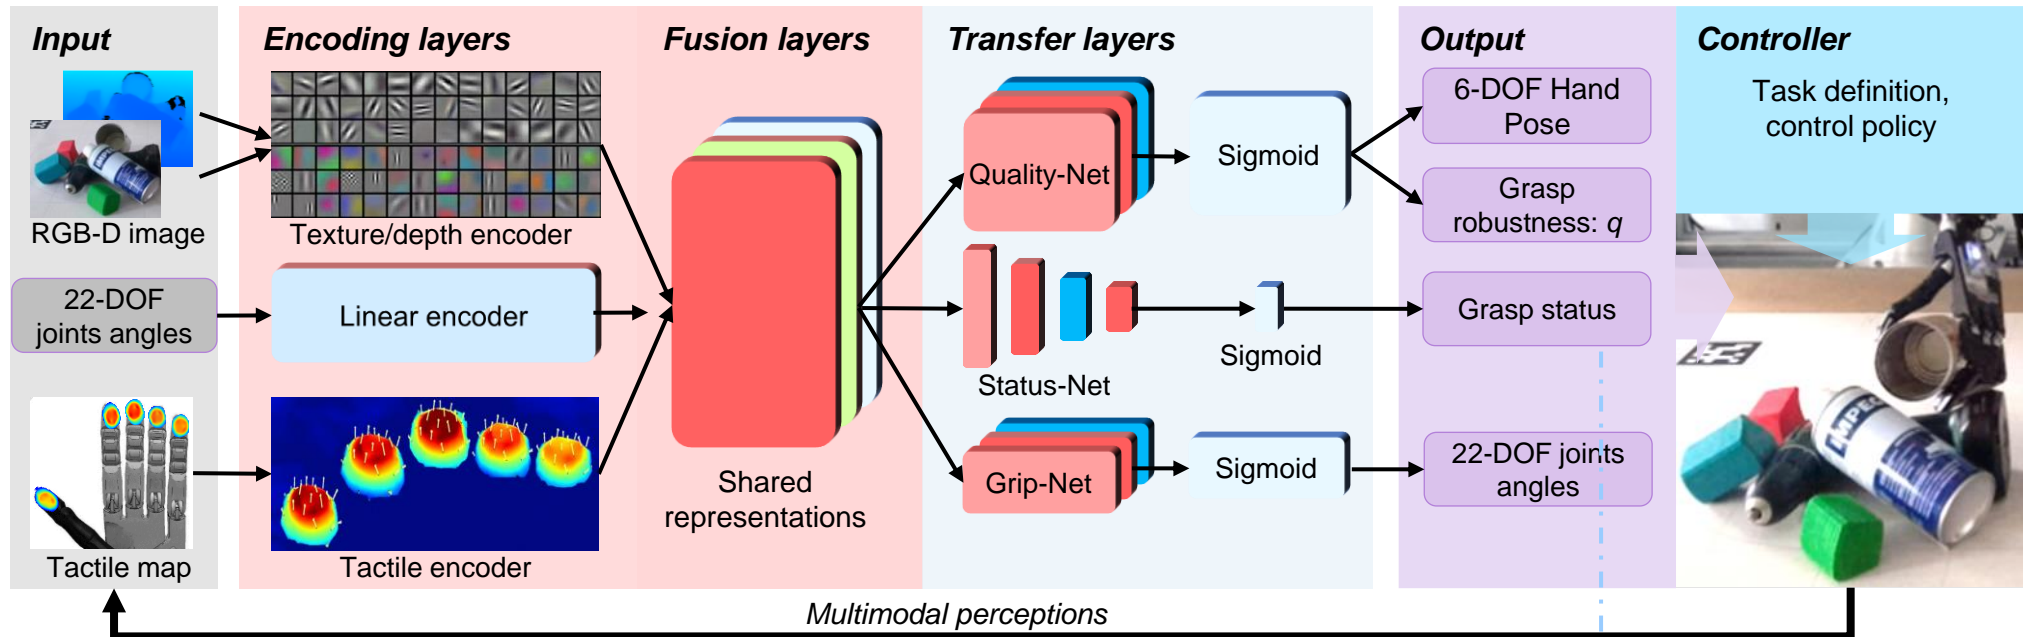 Input
Encoding layers
Fusion layers
Transfer layers
Output
Controller
RGB-D image
22-DOF
joints angles
Tactile map
Texture/depth encoder
Linear encoder
Tactile encoder
Shared
representations
Quality-Net
Sigmoid
Status-Net
Sigmoid
Grip-Net
Sigmoid
6-DOF Hand
Pose
Grasp
robustness: q
Grasp status
22-DOF joints
angles
Task definition,
control policy
IMPEC
Multimodal perceptions